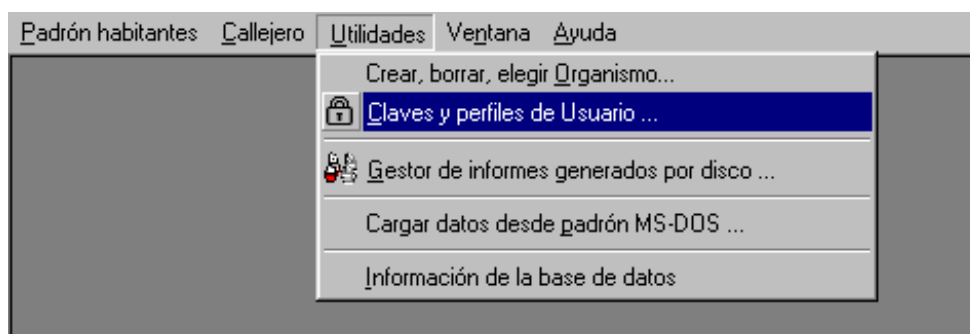 Padrón habitantes Callejero Utilidades Ventana Ayuda
Crear, borrar, elegir Organismo...
Claves y perfiles de Usuario ...
Gestor de informes generados por disco ...
Cargar datos desde padrón MS-DOS ...
Información de la base de datos